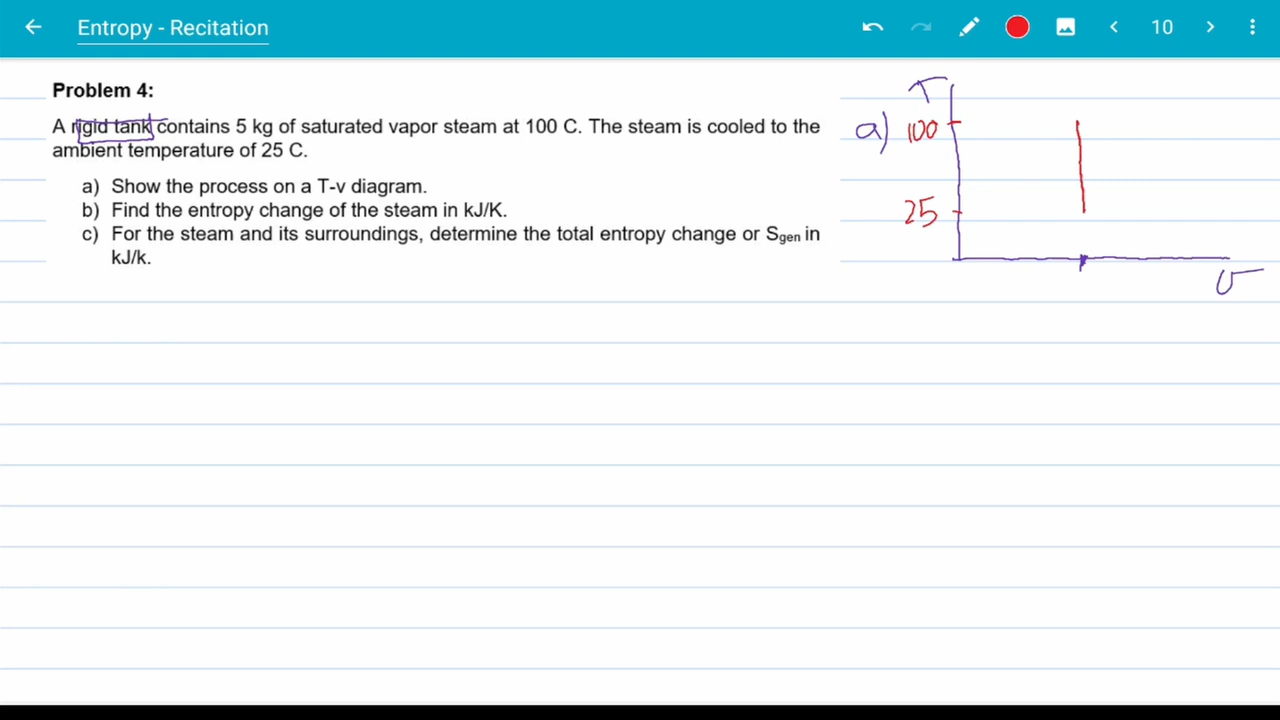 Entropy - Recitation
10
Problem 4:
A rigid tank contains 5 kg of saturated vapor steam at 100 C. The steam is cooled to the
ambient temperature of 25 C.
a) Show the process on a T-v diagram.
b) Find the entropy change of the steam in kJ/K.
c) For the steam and its surroundings, determine the total entropy change or Sgen in
kJ/k.
T
a) 100
25
v